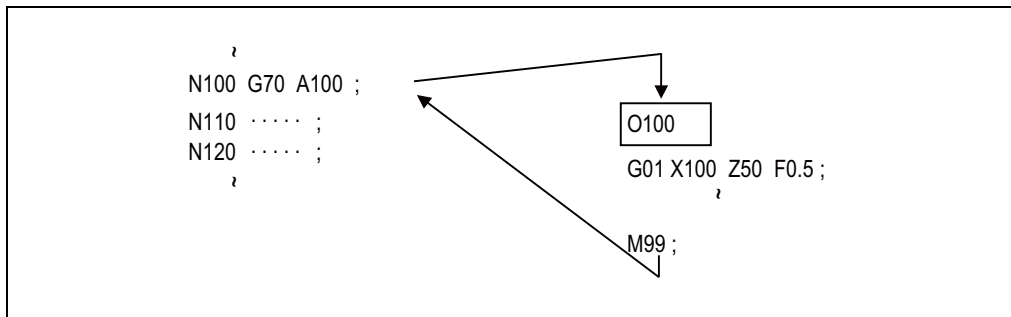 ~
N100 G70 A100 ;
N110 ····· ;
N120 ····· ;
~
O100
G01 X100 Z50 F0.5 ;
~
M99 ;